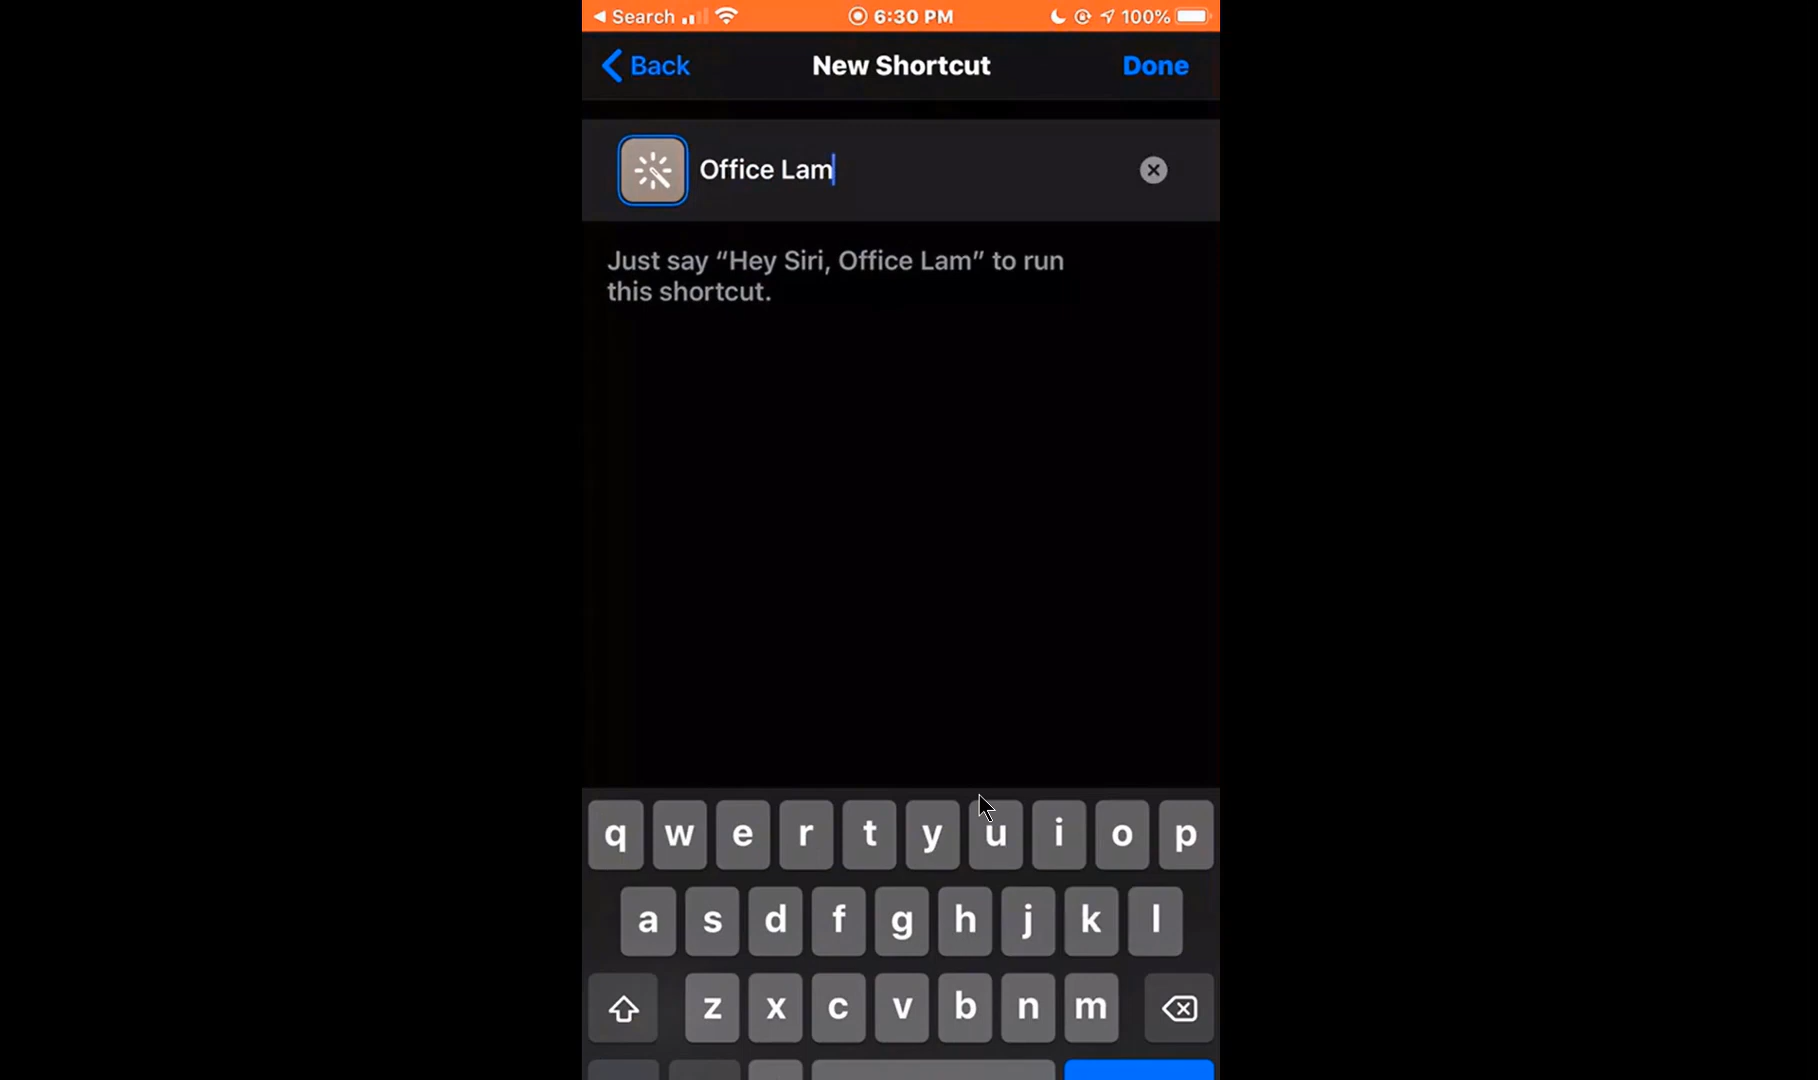 Search 6:30 PM 100%
Back New Shortcut Done
Office Lam
Just say “Hey Siri, Office Lam” to run
this shortcut.
q w e r t y u i o p
a s d f g h j k l
z x c v b n m